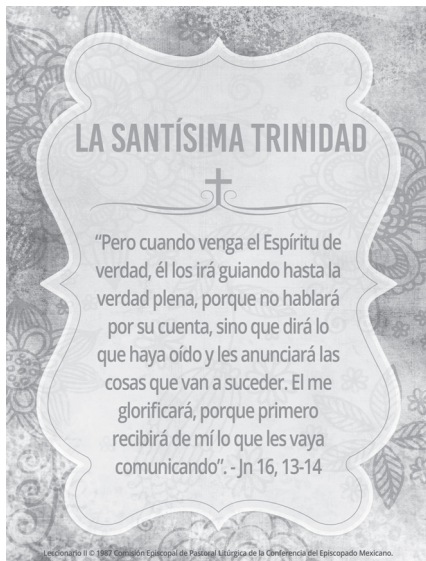 LA SANTÍSIMA TRINIDAD
“Pero cuando venga el Espíritu de
verdad, él los irá guiando hasta la
verdad plena, porque no hablará
por su cuenta, sino que dirá lo
que haya oído y les anunciará las
cosas que van a suceder. El me
glorificará, porque primero
recibirá de mí lo que les vaya
comunicando”. - Jn 16, 13-14
Leccionario II © 1987 Comisión Episcopal de Pastoral Litúrgica de la Conferencia del Episcopado Mexicano.